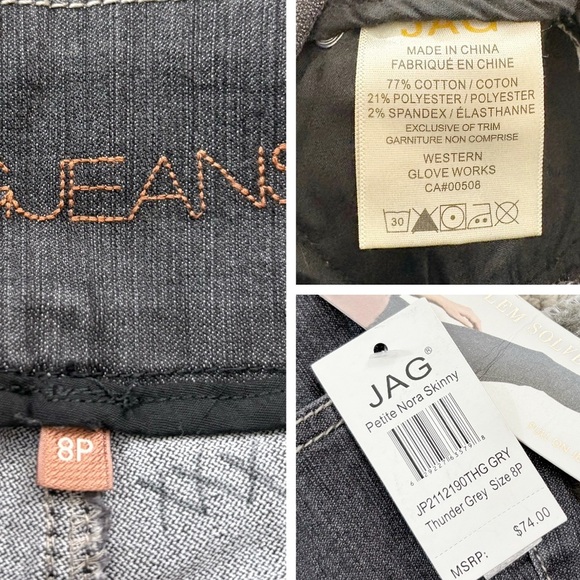 GJEANS
8P
JAG
MADE IN CHINA
FABRIQUÉ EN CHINE
77% COTTON / COTON
21% POLYESTER / POLYESTER
2% SPANDEX / ÉLASTHANNE
EXCLUSIVE OF TRIM
GARNITURE NON COMPRISE
WESTERN
GLOVE WORKS
CA#00508
30
JAG®
Petite Nora Skinny
JP2112190THG GRY
Thunder Grey Size 8P
MSRP: $74.00